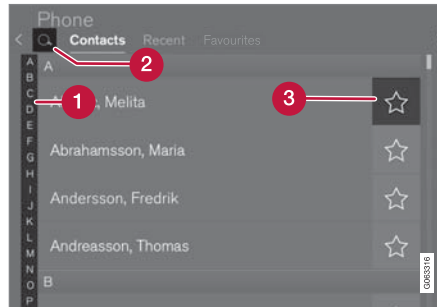 Phone
Contacts Recent Favourites
2
A
A
B
C
D
E
F
G
H
I
J
K
L
M
N
O
P
1
, Melita
3
Abrahamsson, Maria
Andersson, Fredrik
Andreasson, Thomas
B
G063316